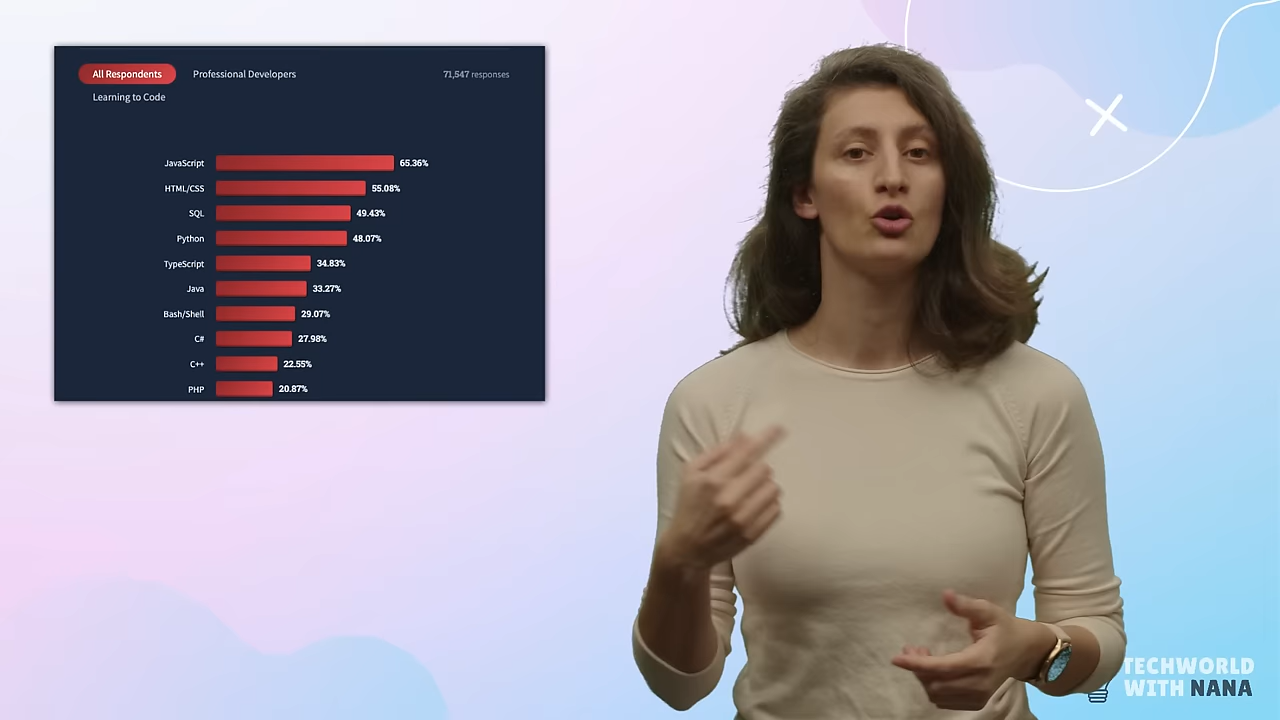 All Respondents Professional Developers 71,547 responses
Learning to Code
JavaScript 65.36%
HTML/CSS 55.08%
SQL 49.43%
Python 48.07%
TypeScript 34.83%
Java 33.27%
Bash/Shell 29.07%
C# 27.98%
C++ 22.55%
PHP 20.87%
TECHWORLD
WITH NANA